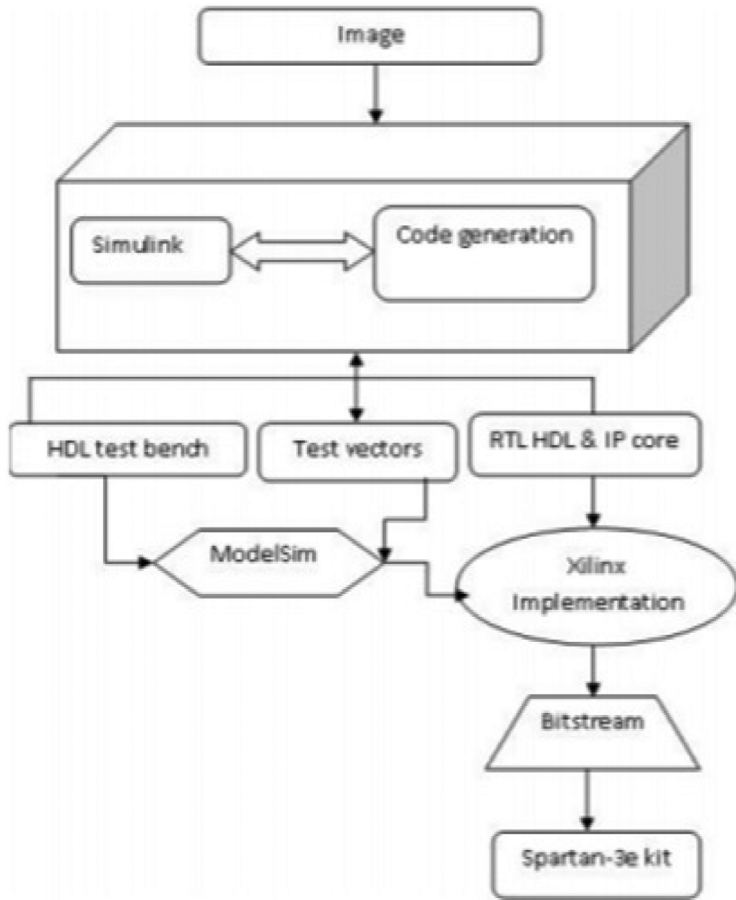 Image
Simulink
Code generation
HDL test bench
Test vectors
RTL HDL & IP core
ModelSim
Xilinx
Implementation
Bitstream
Spartan-3e kit